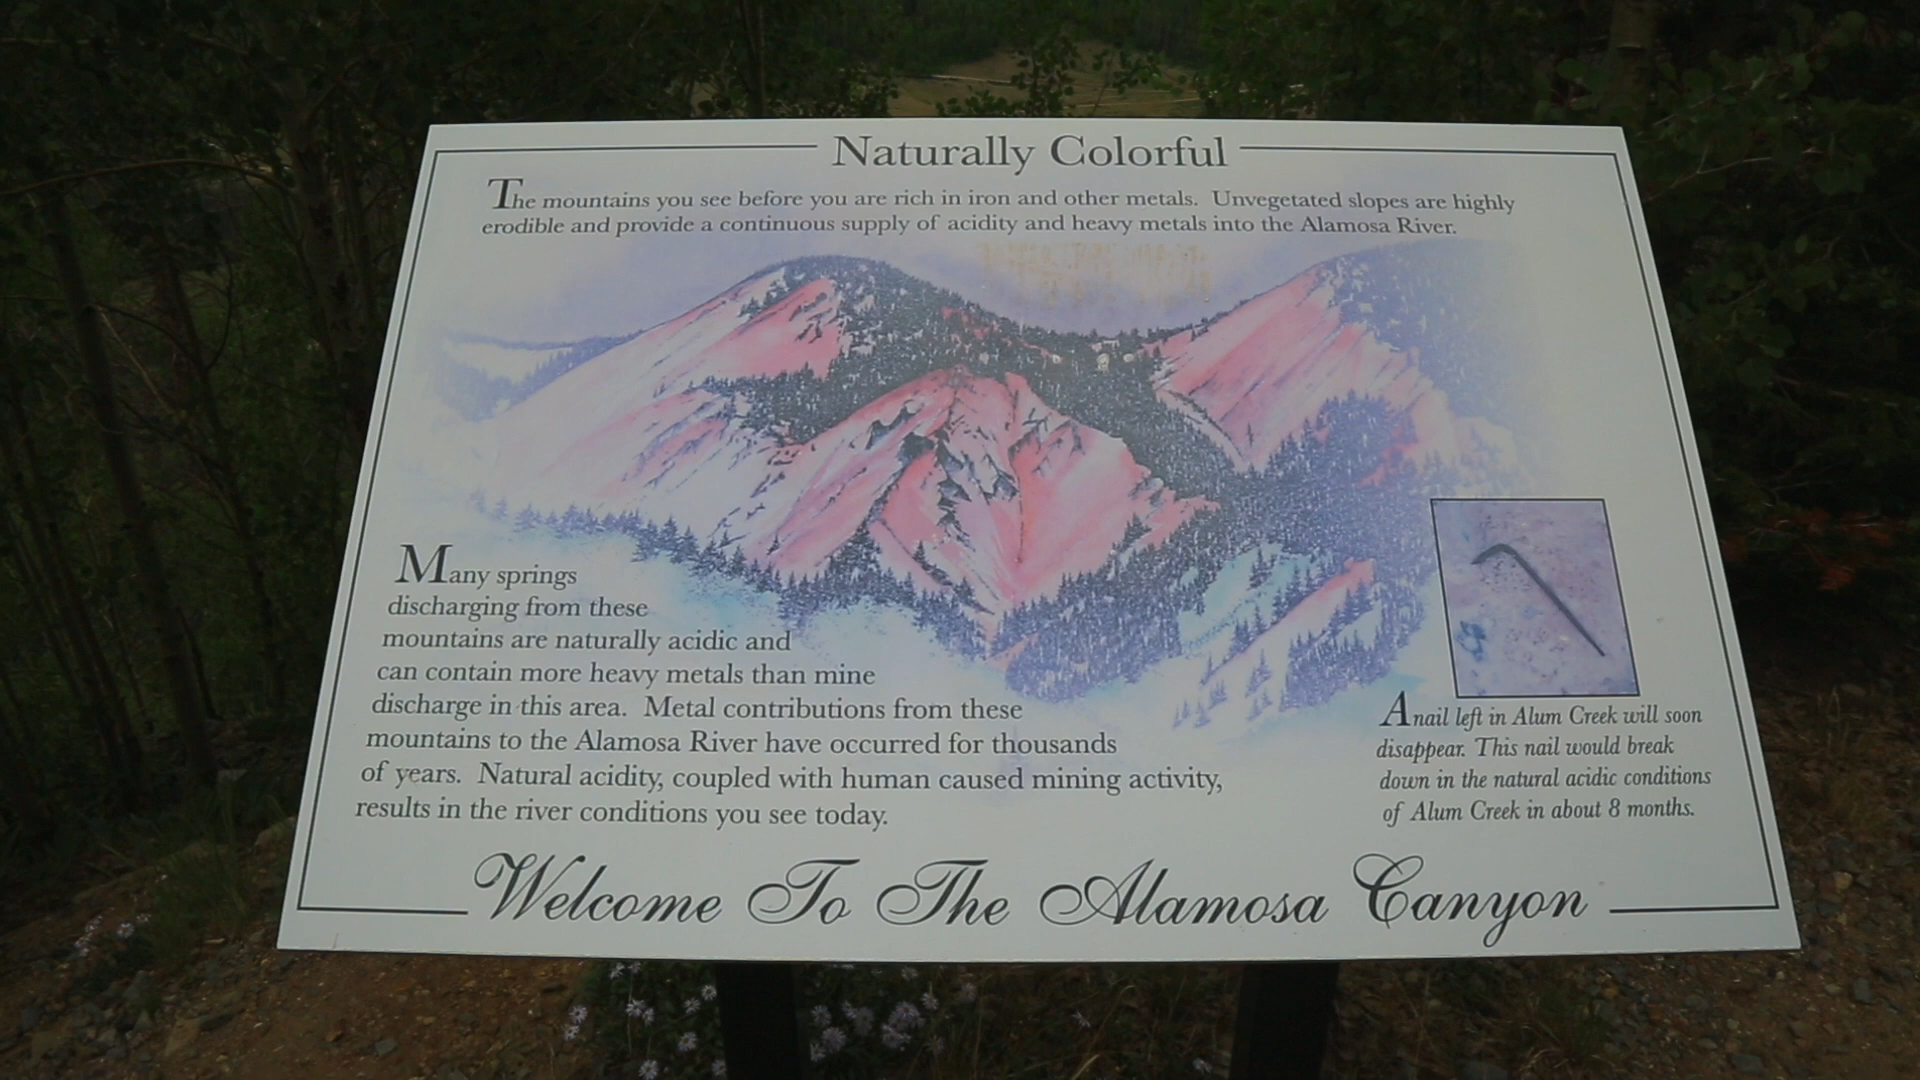 Naturally Colorful
The mountains you see before you are rich in iron and other metals. Unvegetated slopes are highly
erodible and provide a continuous supply of acidity and heavy metals into the Alamosa River.
Many springs
discharging from these
mountains are naturally acidic and
can contain more heavy metals than mine
discharge in this area. Metal contributions from these
mountains to the Alamosa River have occurred for thousands
of years. Natural acidity, coupled with human caused mining activity,
results in the river conditions you see today.
A nail left in Alum Creek will soon
disappear. This nail would break
down in the natural acidic conditions
of Alum Creek in about 8 months.
Welcome To The Alamosa Canyon